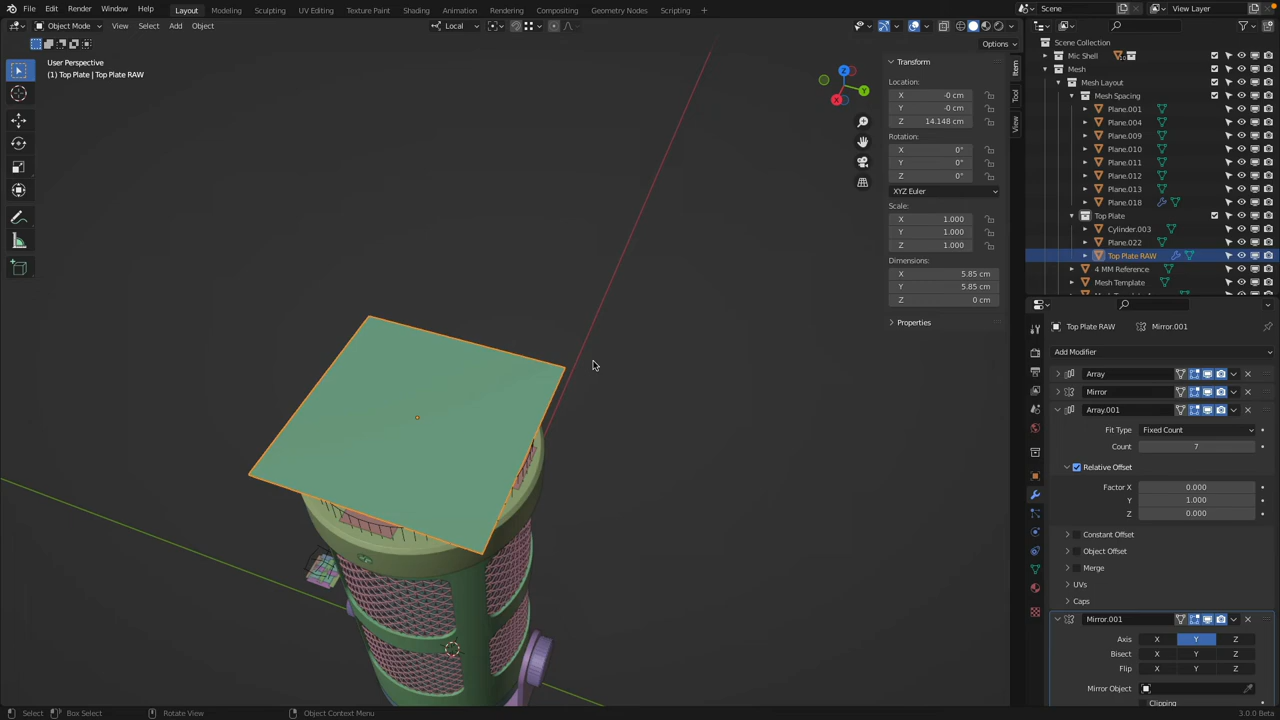 File Edit Render Window Help Layout Modeling Sculpting UV Editing Texture Paint Shading Animation Rendering Compositing Geometry Nodes Scripting + Scene View Layer
Object Mode View Select Add Object Local
Options
User Perspective
(1) Top Plate | Top Plate RAW
Z
Y
X
Transform
Location:
X -0 cm
Y -0 cm
Z 14.148 cm
Rotation:
X 0°
Y 0°
Z 0°
XYZ Euler
Scale:
X 1.000
Y 1.000
Z 1.000
Dimensions:
X 5.85 cm
Y 5.85 cm
Z 0 cm
Properties
Item
Tool
View
Scene Collection
Mic Shell
Mesh
Mesh Layout
Mesh Spacing
Plane.001
Plane.004
Plane.009
Plane.010
Plane.011
Plane.012
Plane.013
Plane.018
Top Plate
Cylinder.003
Plane.022
Top Plate RAW
4 MM Reference
Mesh Template
Top Plate RAW Mirror.001
Add Modifier
Array
Mirror
Array.001
Fit Type Fixed Count
Count 7
Relative Offset
Factor X 0.000
Y 1.000
Z 0.000
Constant Offset
Object Offset
Merge
UVs
Caps
Mirror.001
Axis X Y Z
Bisect X Y Z
Flip X Y Z
Mirror Object
Clipping
Select Box Select Rotate View Object Context Menu 3.0.0 Beta